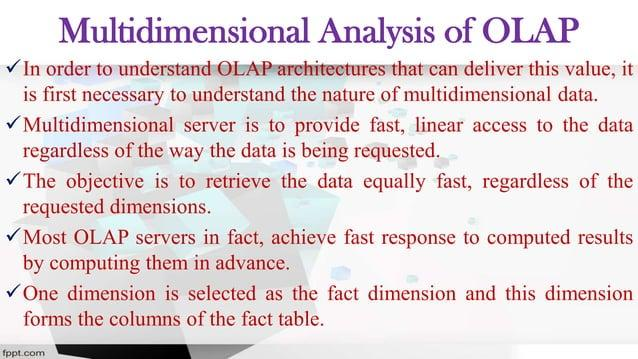 Multidimensional Analysis of OLAP
✓In order to understand OLAP architectures that can deliver this value, it
is first necessary to understand the nature of multidimensional data.
✓Multidimensional server is to provide fast, linear access to the data
regardless of the way the data is being requested.
✓The objective is to retrieve the data equally fast, regardless of the
requested dimensions.
✓Most OLAP servers in fact, achieve fast response to computed results
by computing them in advance.
✓One dimension is selected as the fact dimension and this dimension
forms the columns of the fact table.
fppt.com